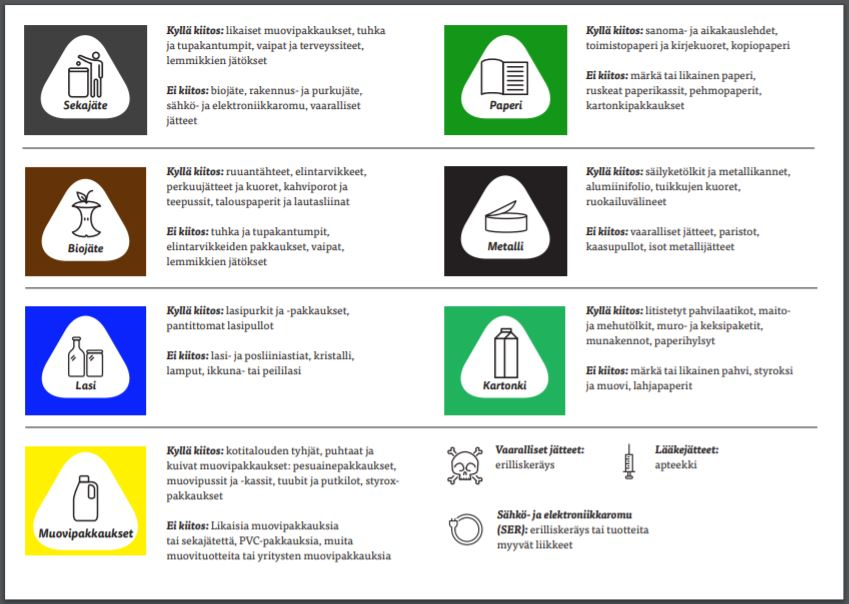 Sekajäte
Kyllä kiitos: likaiset muovipakkaukset, tuhka
ja tupakantumpit, vaipat ja terveyssiteet,
lemmikkien jätökset
Ei kiitos: biojäte, rakennus- ja purkujäte,
sähkö- ja elektroniikkaromu, vaaralliset
jätteet
Paperi
Kyllä kiitos: sanoma- ja aikakauslehdet,
toimistopaperi ja kirjekuoret, kopiopaperi
Ei kiitos: märkä tai likainen paperi,
ruskeat paperikassit, pehmopaperit,
kartonkipakkaukset
Biojäte
Kyllä kiitos: ruuantähteet, elintarvikkeet,
perkuujätteet ja kuoret, kahviporot ja
teepussit, talouspaperit ja lautasliinat
Ei kiitos: tuhka ja tupakantumpit,
elintarvikkeiden pakkaukset, vaipat,
lemmikkien jätökset
Metalli
Kyllä kiitos: säilyketölkit ja metallikannet,
alumiinifolio, tuikkujen kuoret,
ruokailuvälineet
Ei kiitos: vaaralliset jätteet, paristot,
kaasupullot, isot metallijätteet
Lasi
Kyllä kiitos: lasipurkit ja -pakkaukset,
pantittomat lasipullot
Ei kiitos: lasi- ja posliiniastiat, kristalli,
lamput, ikkuna- tai peililasi
Kartonki
Kyllä kiitos: litistetyt pahvilaatikot, maito-
ja mehutölkit, muro- ja keksipaketit,
munakennot, paperihylsyt
Ei kiitos: märkä tai likainen pahvi, styroksi
ja muovi, lahjapaperit
Muovipakkaukset
Kyllä kiitos: kotitalouden tyhjät, puhtaat ja
kuivat muovipakkaukset: pesuainepakkaukset,
muovipussit ja -kassit, tuubit ja putkilot, styrox-
pakkaukset
Ei kiitos: Likaisia muovipakkauksia
tai sekajätettä, PVC-pakkauksia, muita
muovituotteita tai yritysten muovipakkauksia
Vaaralliset jätteet:
erilliskeräys
Lääkejätteet:
apteekki
Sähkö- ja elektroniikkaromu
(SER): erilliskeräys tai tuotteita
myyvät liikkeet